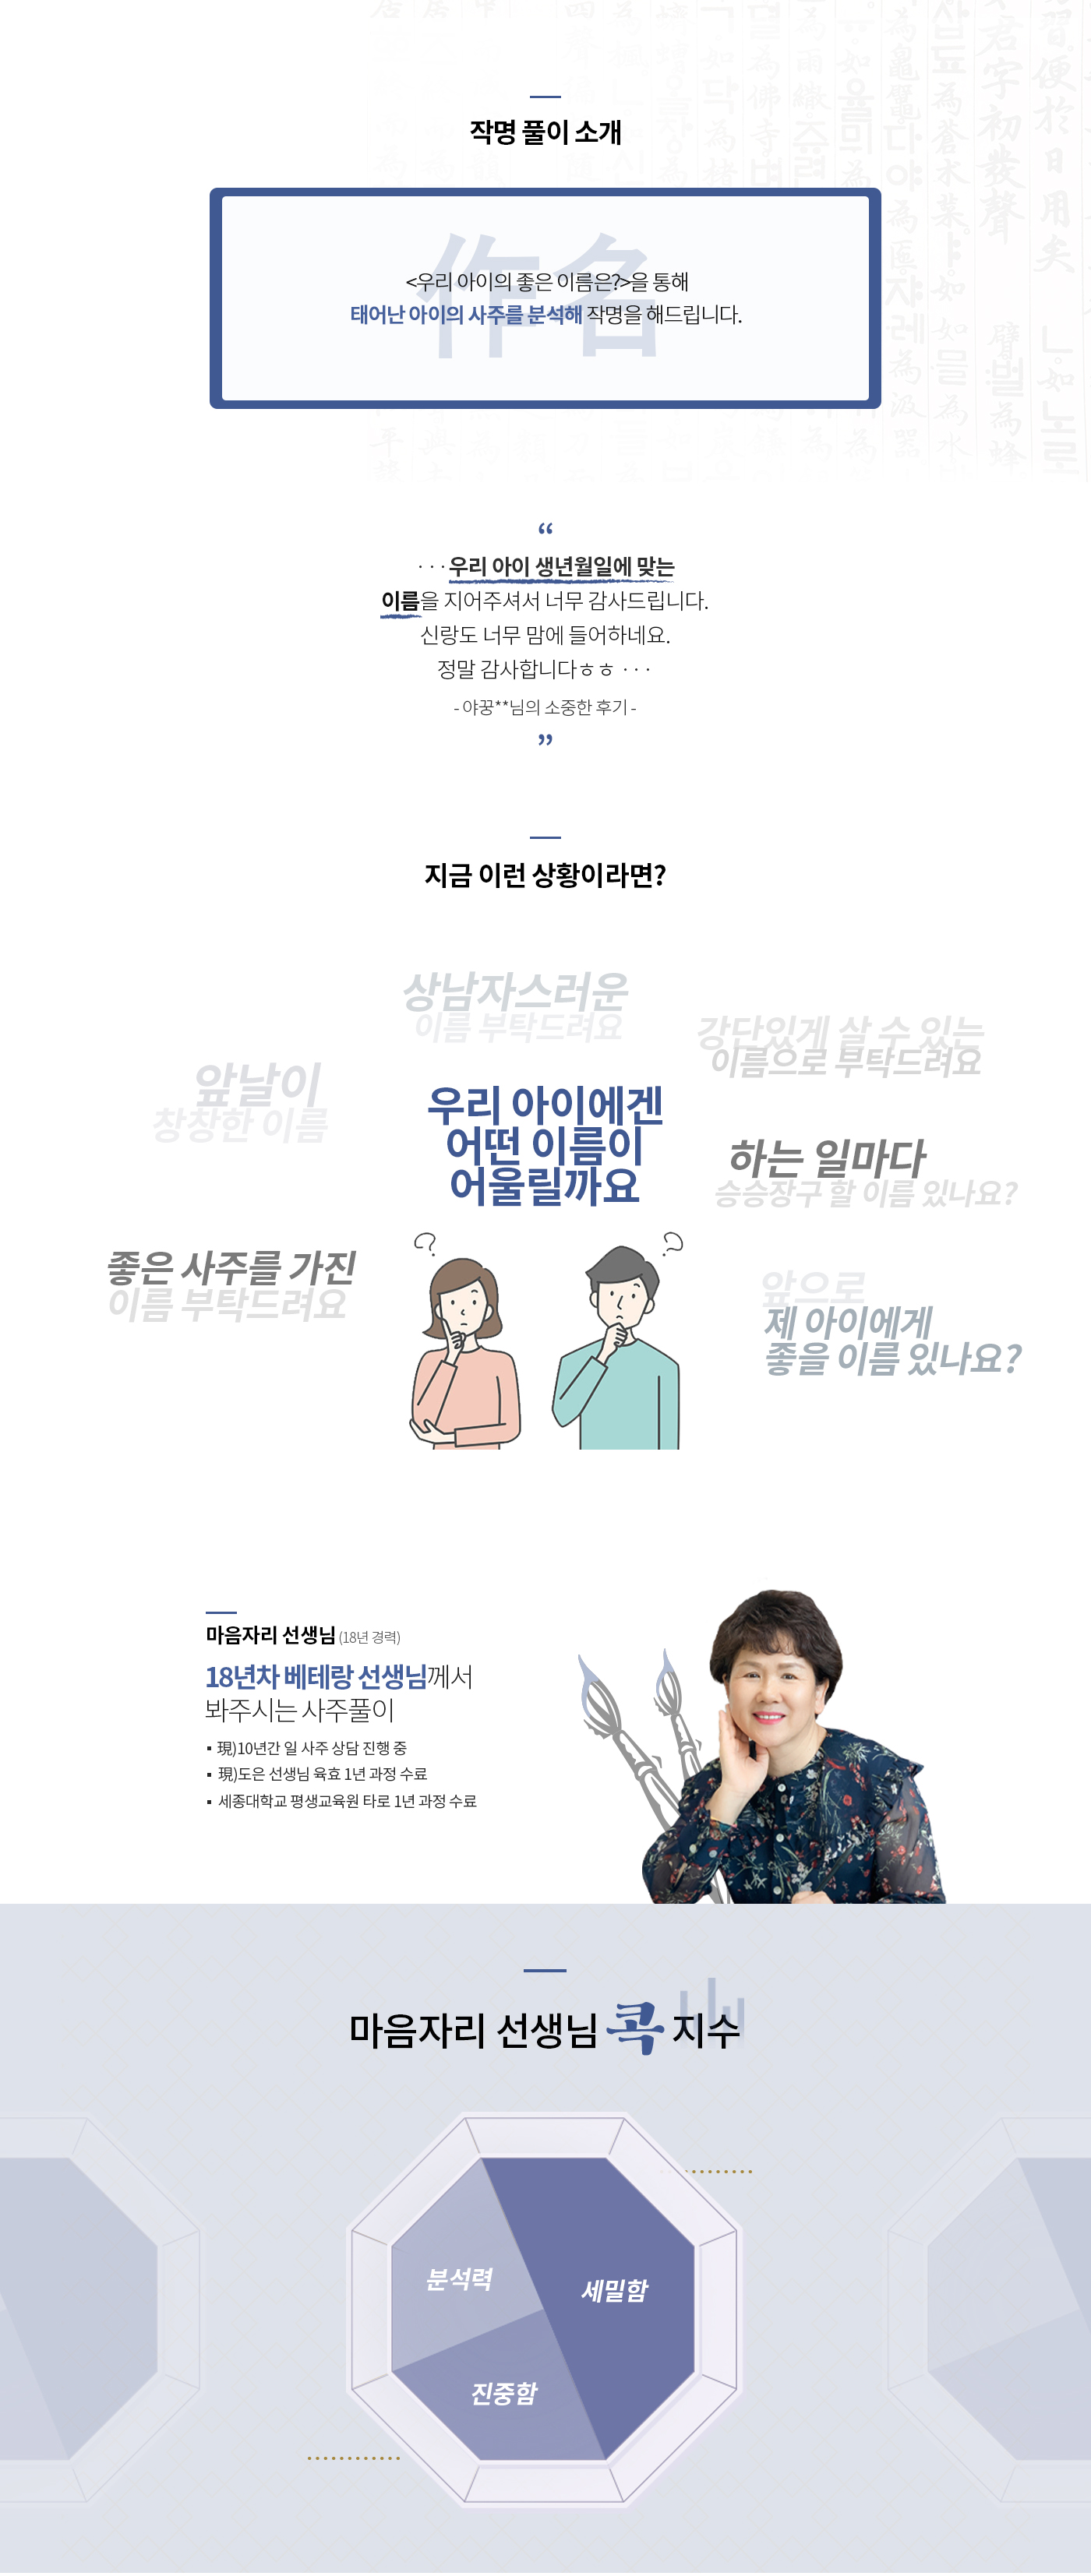 작명 풀이 소개
作名
<우리 아이의 좋은 이름은?>을 통해
태어난 아이의 사주를 분석해 작명을 해드립니다.
“
· · · 우리 아이 생년월일에 맞는
이름을 지어주셔서 너무 감사드립니다.
신랑도 너무 맘에 들어하네요.
정말 감사합니다ㅎㅎ · · ·
- 야꿍**님의 소중한 후기 -
”
지금 이런 상황이라면?
상남자스러운
이름 부탁드려요
강단있게 살 수 있는
이름으로 부탁드려요
앞날이
창창한 이름
우리 아이에겐
어떤 이름이
어울릴까요
하는 일마다
승승장구 할 이름 있나요?
좋은 사주를 가진
이름 부탁드려요
앞으로
제 아이에게
좋을 이름 있나요?
마음자리 선생님 (18년 경력)
18년차 베테랑 선생님께서
봐주시는 사주풀이
▪ 現)10년간 일 사주 상담 진행 중
▪ 現)도은 선생님 육효 1년 과정 수료
▪ 세종대학교 평생교육원 타로 1년 과정 수료
마음자리 선생님 콕 지수
분석력
세밀함
진중함